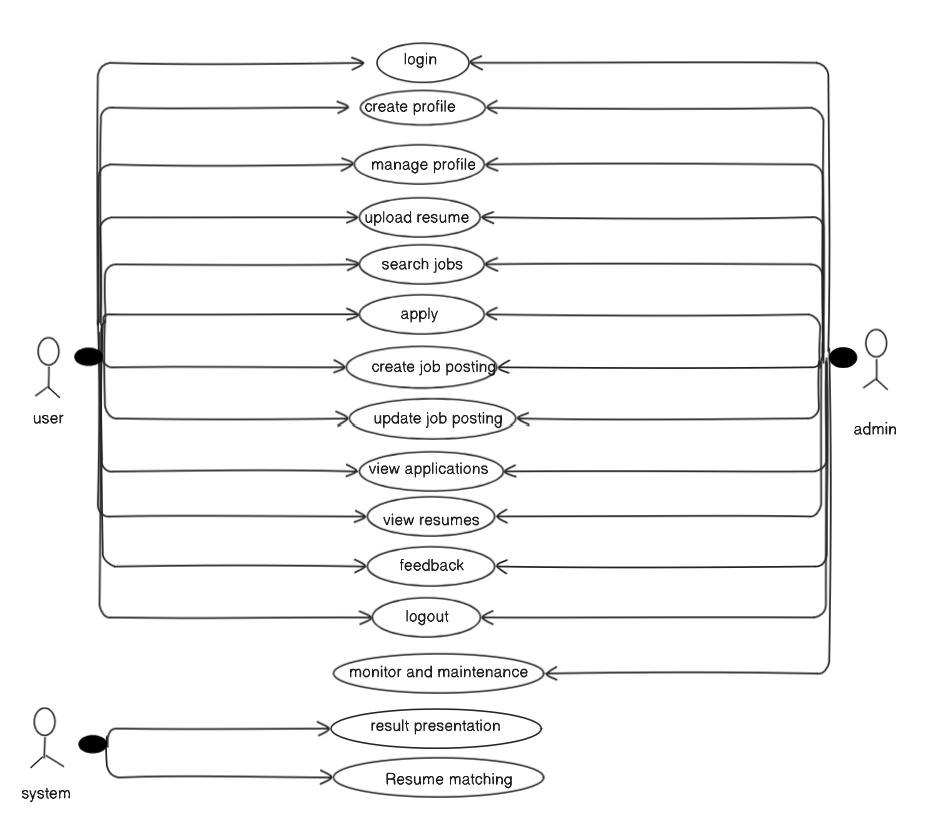 login
create profile
manage profile
upload resume
search jobs
apply
create job posting
user
update job posting
admin
view applications
view resumes
feedback
logout
monitor and maintenance
result presentation
Resume matching
system